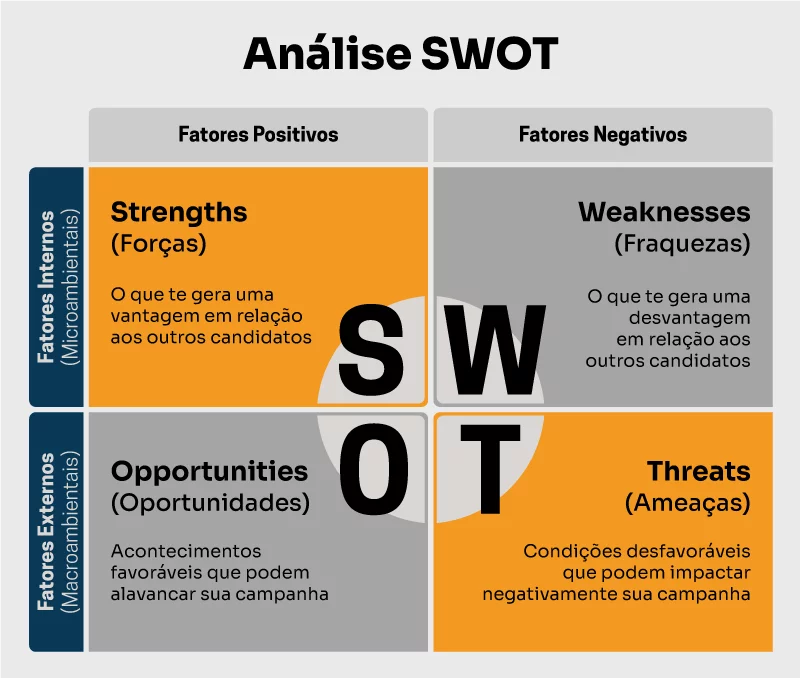 Análise SWOT
Fatores Positivos
Fatores Negativos
Fatores Internos
(Microambientais)
Strengths
(Forças)
O que te gera uma
vantagem em relação
aos outros candidatos
S
Weaknesses
(Fraquezas)
O que te gera uma
desvantagem
em relação aos
outros candidatos
W
Fatores Externos
(Macroambientais)
Opportunities
(Oportunidades)
Acontecimentos
favoráveis que podem
alavancar sua campanha
O
Threats
(Ameaças)
Condições desfavoráveis
que podem impactar
negativamente sua campanha
T